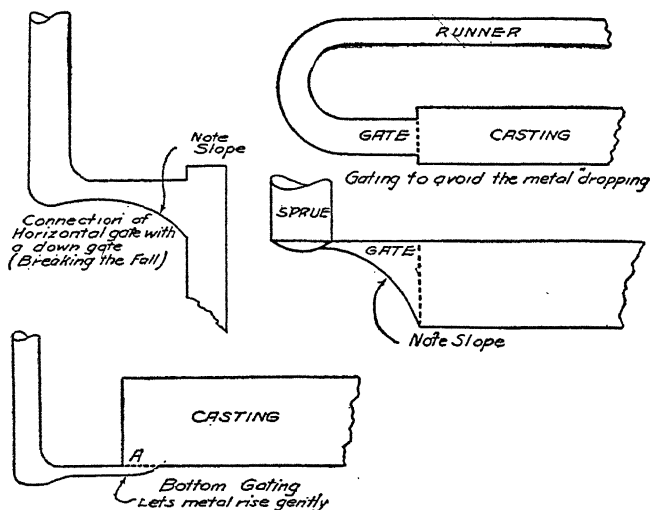 Note
Slope
Connection of
Horizontal gate with
a down gate
(Breaking the Fall)
RUNNER
GATE
CASTING
Gating to avoid the metal "dropping
SPRUE
GATE
Note Slope
CASTING
A
Bottom Gating
Lets metal rise gently